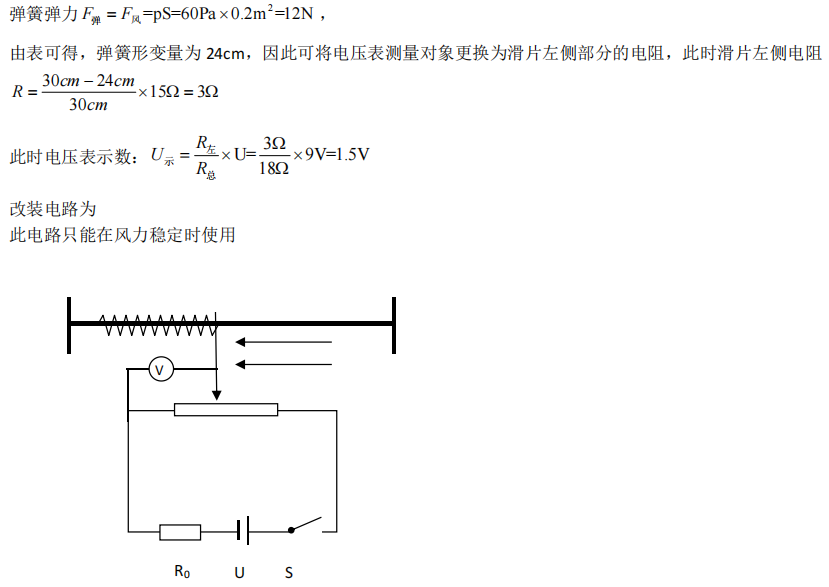 弹簧弹力 F弹 = F风=pS=60Pa×0.2m²=12N ，
由表可得，弹簧形变量为 24cm，因此可将电压表测量对象更换为滑片左侧部分的电阻，此时滑片左侧电阻
R = (30cm − 24cm)/(30cm) ×15Ω = 3Ω
此时电压表示数：U示 = R左/R总 × U= 3Ω/18Ω ×9V=1.5V
改装电路为
此电路只能在风力稳定时使用
V
R₀ U S